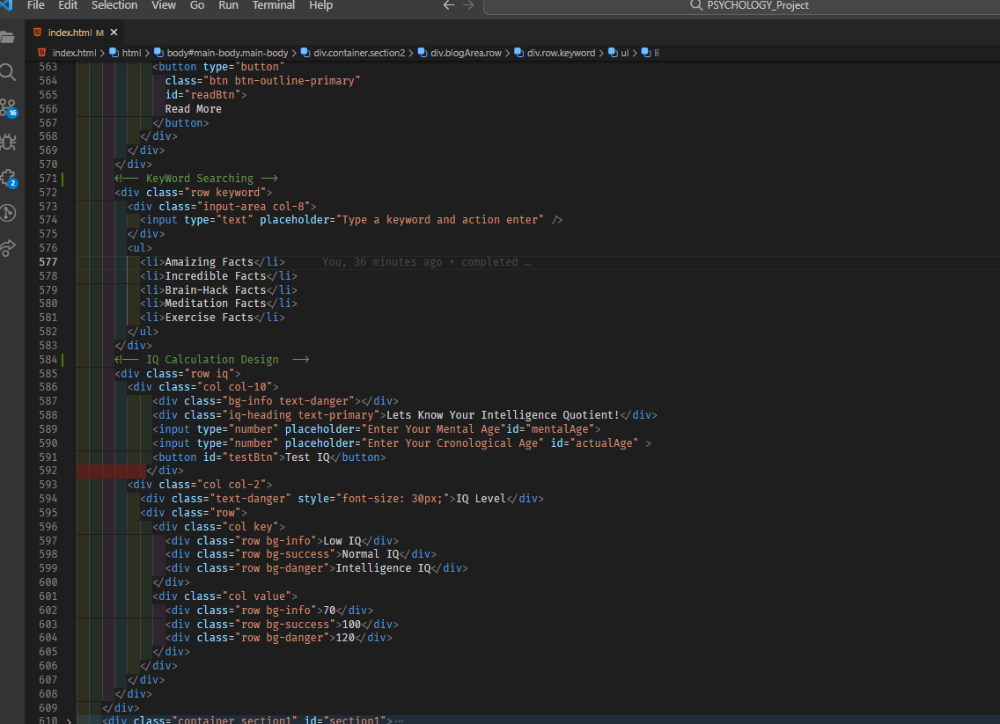 File Edit Selection View Go Run Terminal Help ← → PSYCHOLOGY_Project
index.html M ×
index.html > html > body#main-body.main-body > div.container.section2 > div.blogArea.row > div.row.keyword > ul > li
563 <button type="button"
564 class="btn btn-outline-primary"
565 id="readBtn">
566 Read More
567 </button>
568 </div>
569 </div>
570 </div>
571 <!-- KeyWord Searching -->
572 <div class="row keyword">
573 <div class="input-area col-8">
574 <input type="text" placeholder="Type a keyword and action enter" />
575 </div>
576 <ul>
577 <li>Amaizing Facts</li> You, 36 minutes ago • completed …
578 <li>Incredible Facts</li>
579 <li>Brain-Hack Facts</li>
580 <li>Meditation Facts</li>
581 <li>Exercise Facts</li>
582 </ul>
583 </div>
584 <!-- IQ Calculation Design -->
585 <div class="row iq">
586 <div class="col col-10">
587 <div class="bg-info text-danger"></div>
588 <div class="iq-heading text-primary">Lets Know Your Intelligence Quotient!</div>
589 <input type="number" placeholder="Enter Your Mental Age"id="mentalAge">
590 <input type="number" placeholder="Enter Your Cronological Age" id="actualAge" >
591 <button id="testBtn">Test IQ</button>
592 </div>
593 <div class="col col-2">
594 <div class="text-danger" style="font-size: 30px;">IQ Level</div>
595 <div class="row">
596 <div class="col key">
597 <div class="row bg-info">Low IQ</div>
598 <div class="row bg-success">Normal IQ</div>
599 <div class="row bg-danger">Intelligence IQ</div>
600 </div>
601 <div class="col value">
602 <div class="row bg-info">70</div>
603 <div class="row bg-success">100</div>
604 <div class="row bg-danger">120</div>
605 </div>
606 </div>
607 </div>
608 </div>
609 </div>
610 > <div class="container section1" id="section1">…
16
2